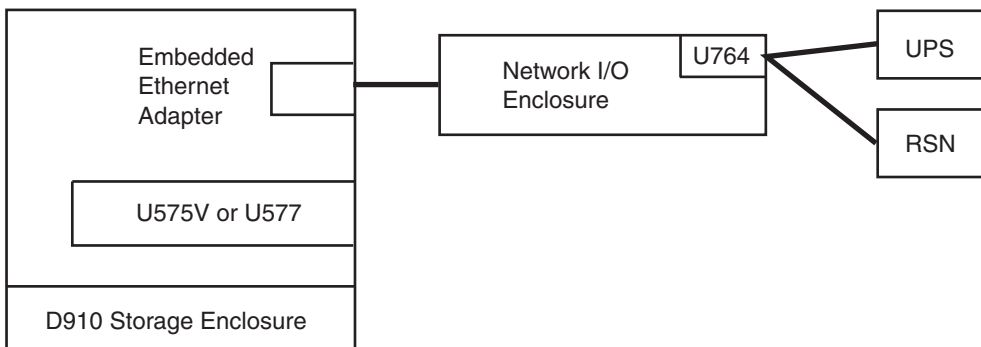 Embedded
Ethernet
Adapter
U575V or U577
D910 Storage Enclosure
Network I/O
Enclosure
U764
UPS
RSN